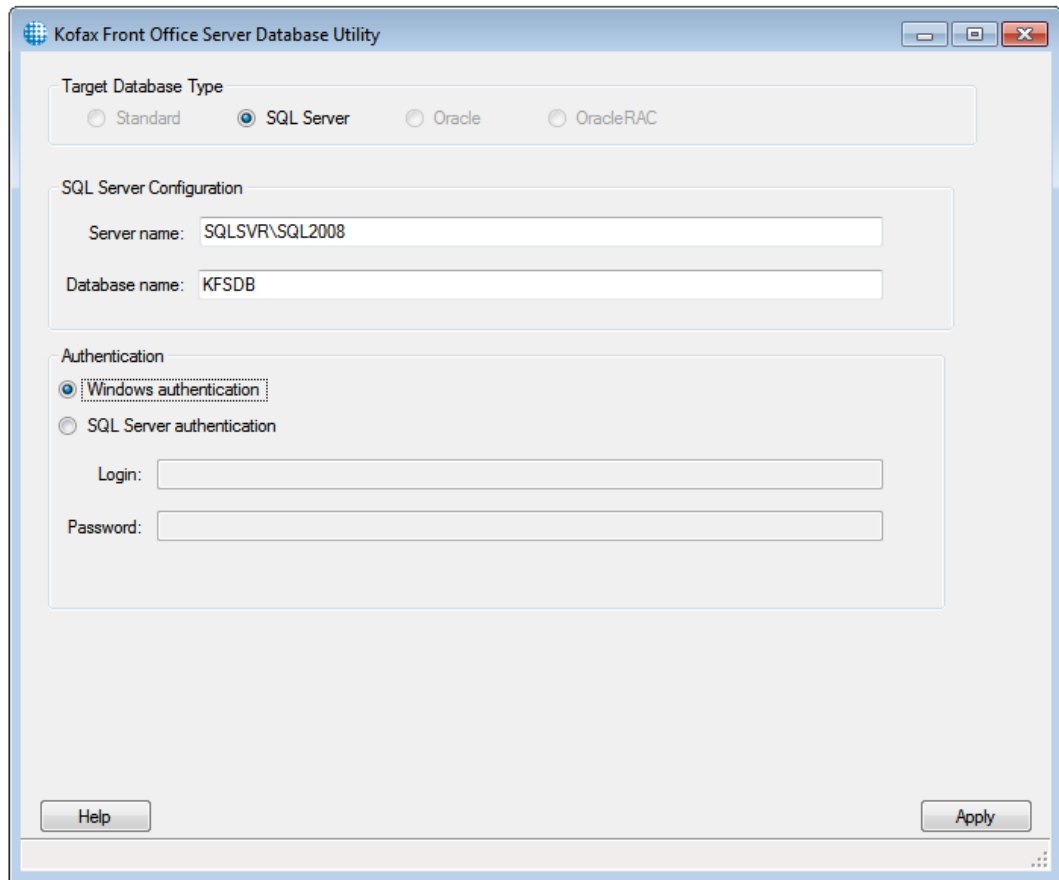 Kofax Front Office Server Database Utility
Target Database Type
Standard SQL Server Oracle OracleRAC
SQL Server Configuration
Server name: SQLSVR\SQL2008
Database name: KFSDB
Authentication
Windows authentication
SQL Server authentication
Login:
Password:
Help Apply